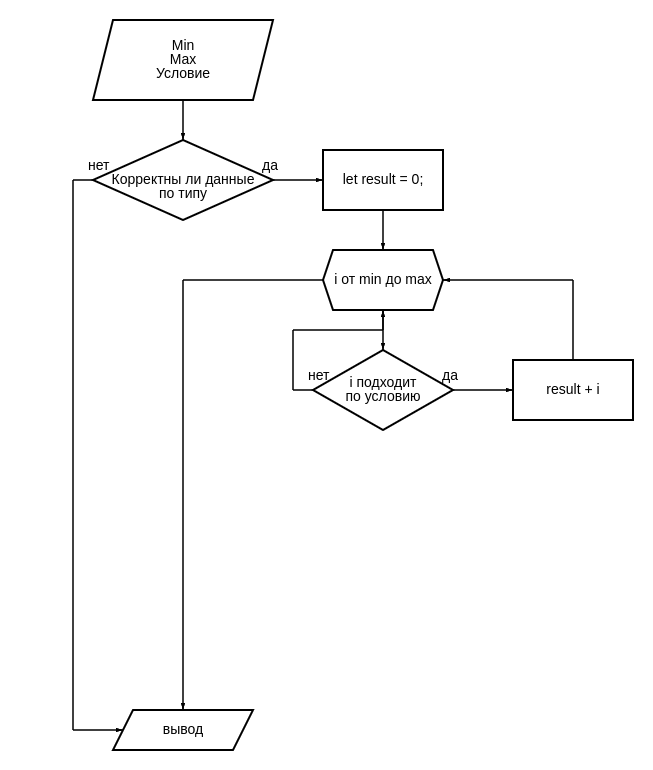 Min
Max
Условие
нет
да
Корректны ли данные
по типу
let result = 0;
i от min до max
нет
да
i подходит
по условию
result + i
вывод